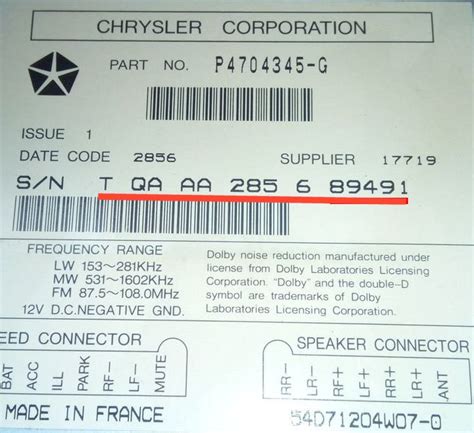 CHRYSLER CORPORATION
PART NO. P4704345-G
ISSUE 1
DATE CODE 2856 SUPPLIER 17719
S/N T QA AA 285 6 89491
FREQUENCY RANGE
LW 153~281KHz
MW 531~1602KHz
FM 87.5~108.0MHz
12V D.C.NEGATIVE GND.
Dolby noise reduction manufactured under
license from Dolby Laboratories Licensing
Corporation. "Dolby" and the double-D
symbol are trademarks of Dolby
Laboratories Licensing Corporation.
EED CONNECTOR
BAT
ACC
ILL
PARK
RF-
LF-
MUTE
SPEAKER CONNECTOR
RR-
LR-
RF+
LF+
RR+
LR+
ANT
MADE IN FRANCE
54D71204W07-0